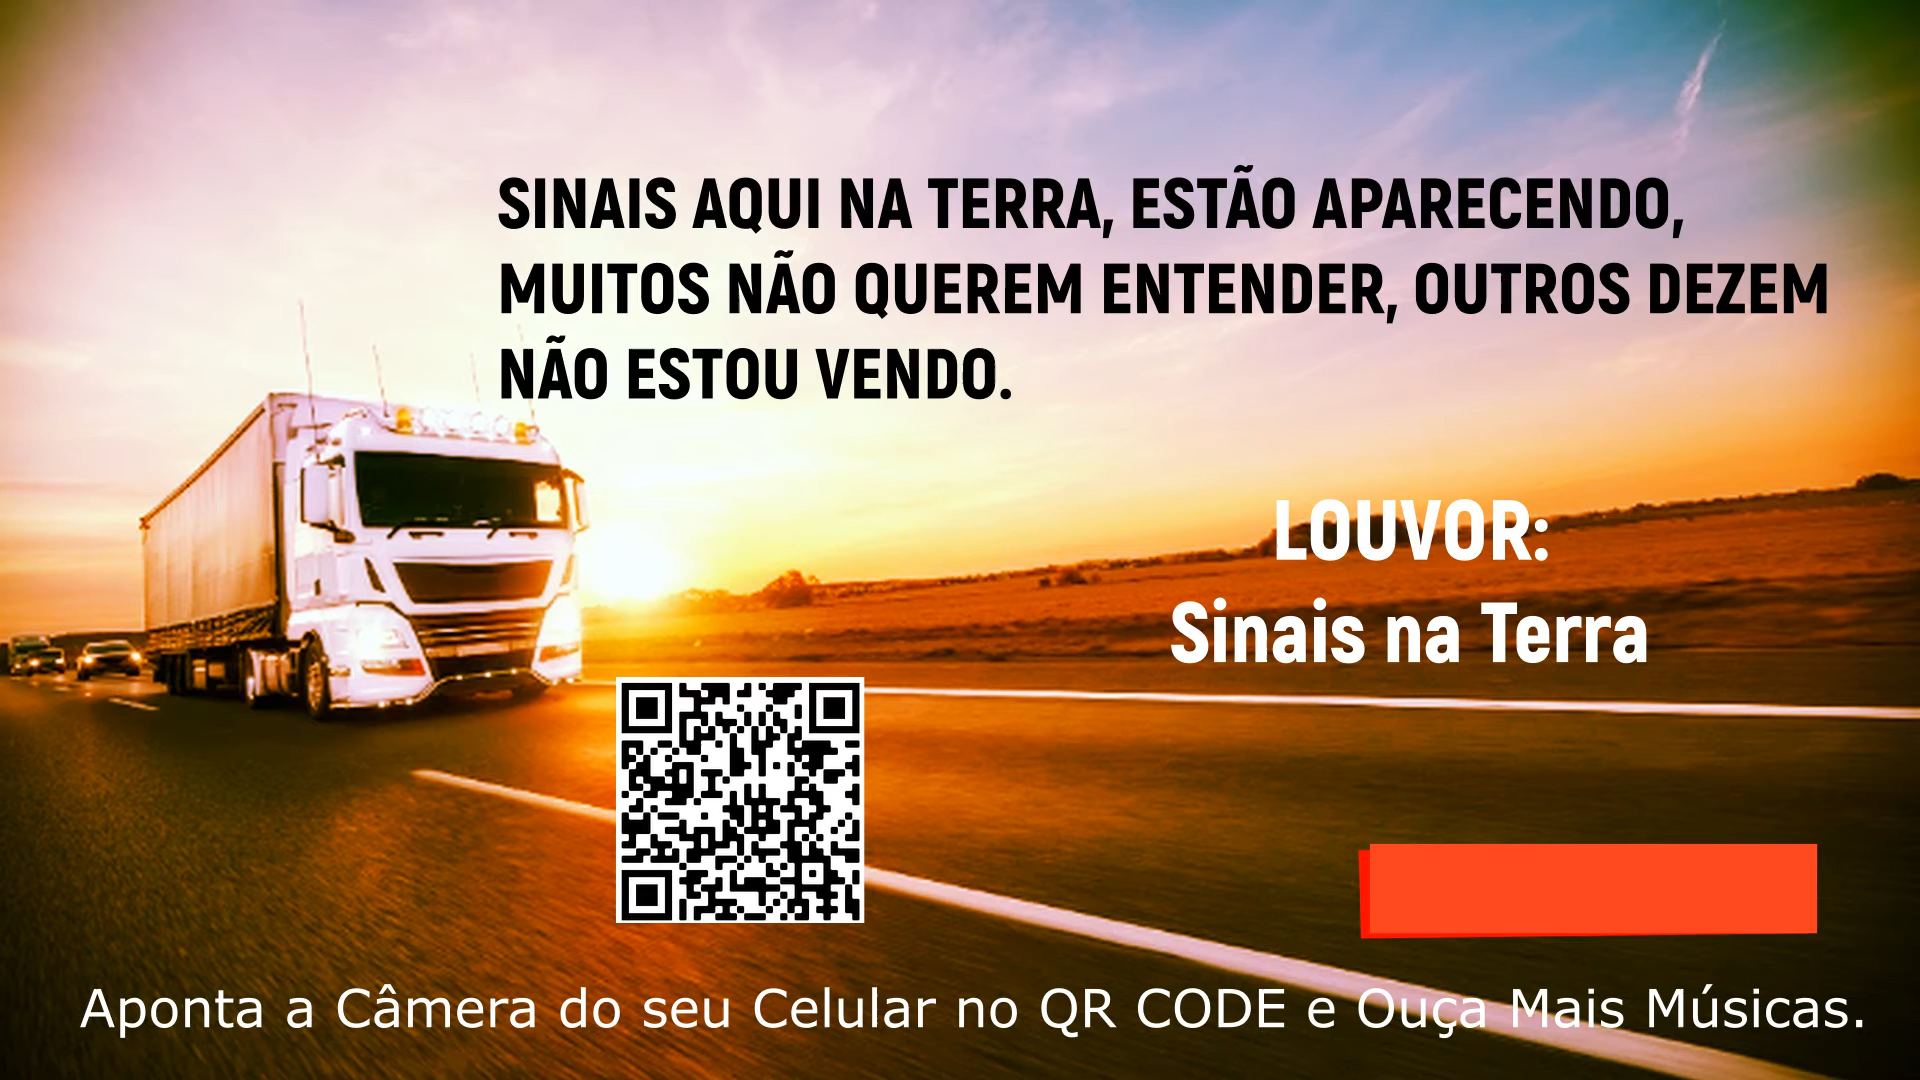 SINAIS AQUI NA TERRA, ESTÃO APARECENDO,
MUITOS NÃO QUEREM ENTENDER, OUTROS DEZEM
NÃO ESTOU VENDO.
LOUVOR:
Sinais na Terra
Aponta a Câmera do seu Celular no QR CODE e Ouça Mais Músicas.